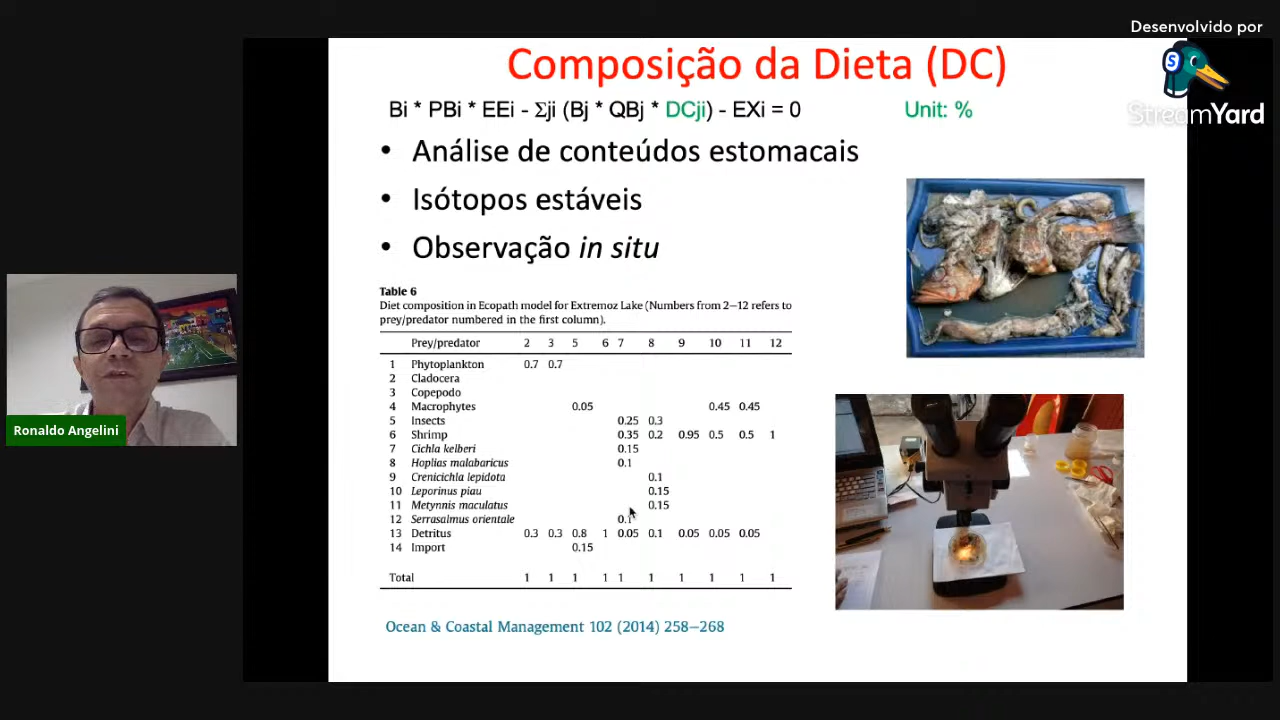 Desenvolvido por
StreamYard
Composição da Dieta (DC)
Bi * PBi * EEi - Σji (Bj * QBj * DCji) - EXi = 0 Unit: %
• Análise de conteúdos estomacais
• Isótopos estáveis
• Observação in situ
Table 6
Diet composition in Ecopath model for Extremoz Lake (Numbers from 2–12 refers to
prey/predator numbered in the first column).
Prey/predator 2 3 5 6 7 8 9 10 11 12
1 Phytoplankton 0.7 0.7
2 Cladocera
3 Copepodo
4 Macrophytes 0.05 0.45 0.45
5 Insects 0.25 0.3
6 Shrimp 0.35 0.2 0.95 0.5 0.5 1
7 Cichla kelberi 0.15
8 Hoplias malabaricus 0.1
9 Crenicichla lepidota 0.1
10 Leporinus piau 0.15
11 Metynnis maculatus 0.15
12 Serrasalmus orientale 0.1
13 Detritus 0.3 0.3 0.8 1 0.05 0.1 0.05 0.05 0.05
14 Import 0.15
Total 1 1 1 1 1 1 1 1 1 1
Ocean & Coastal Management 102 (2014) 258–268
Ronaldo Angelini